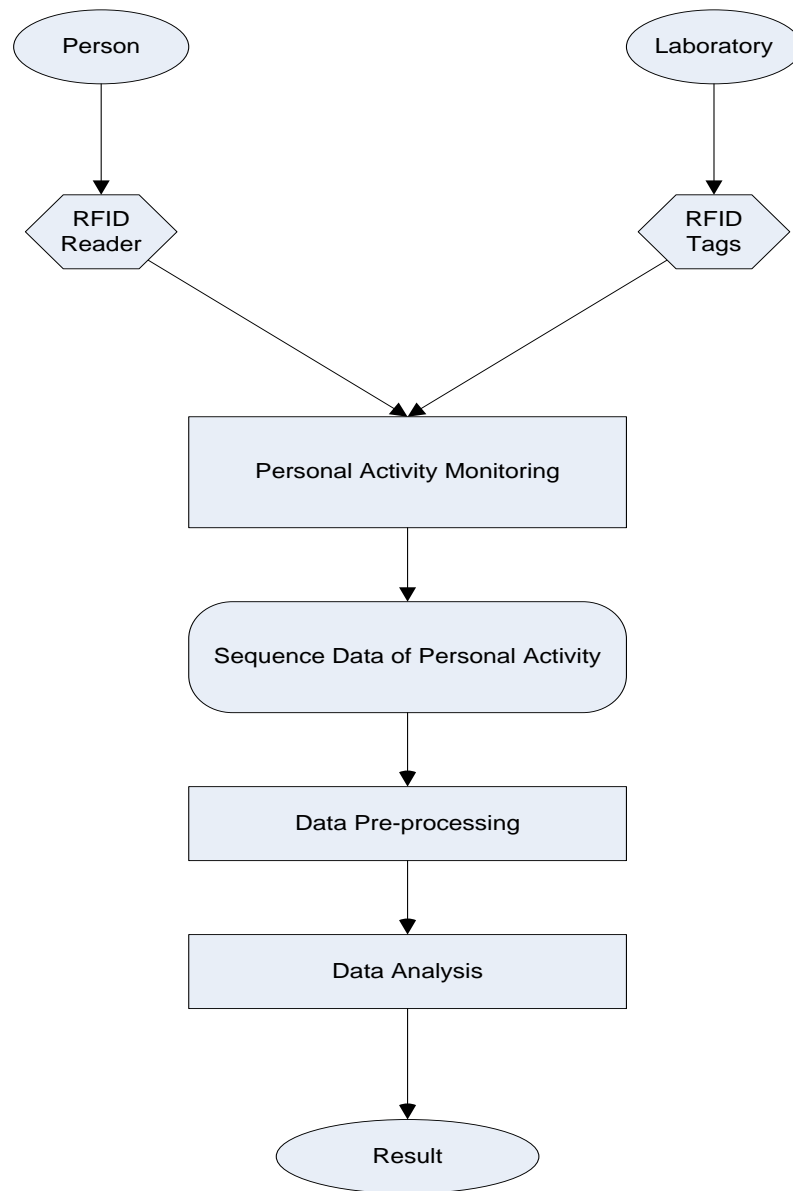 Person
Laboratory
RFID
Reader
RFID
Tags
Personal Activity Monitoring
Sequence Data of Personal Activity
Data Pre-processing
Data Analysis
Result